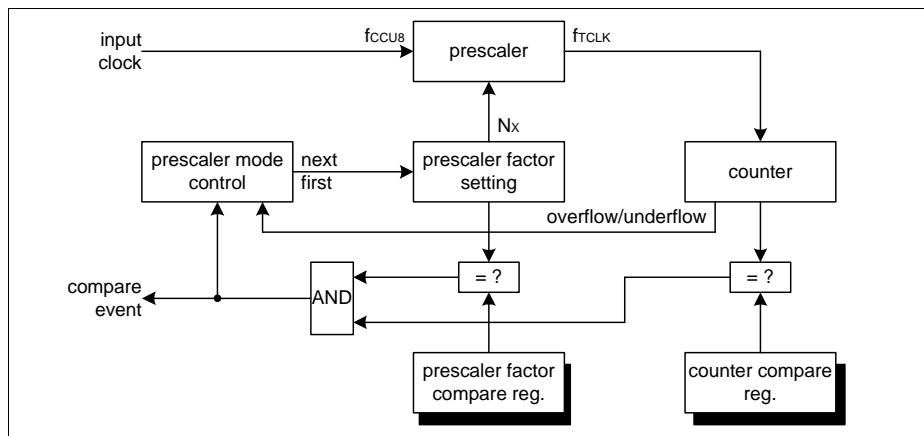 input
clock
fCCU8
prescaler
fTCLK
NX
prescaler mode
control
next
first
prescaler factor
setting
counter
overflow/underflow
compare
event
AND
= ?
= ?
prescaler factor
compare reg.
counter compare
reg.